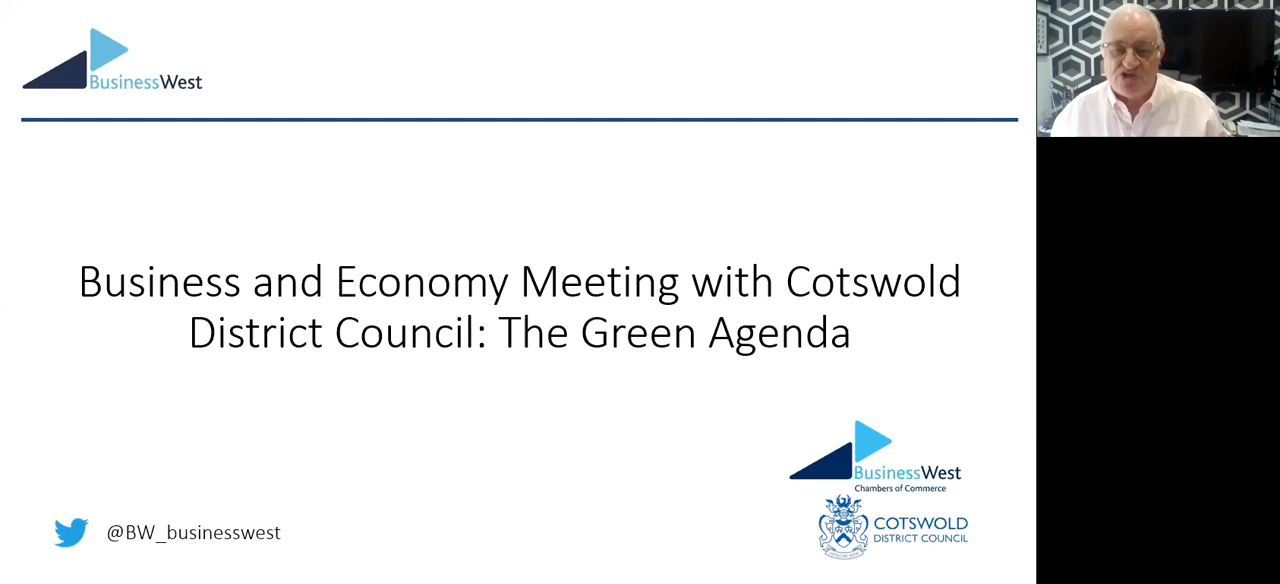 BusinessWest
Business and Economy Meeting with Cotswold
District Council: The Green Agenda
BusinessWest
Chambers of Commerce
COTSWOLD
DISTRICT COUNCIL
@BW_businesswest